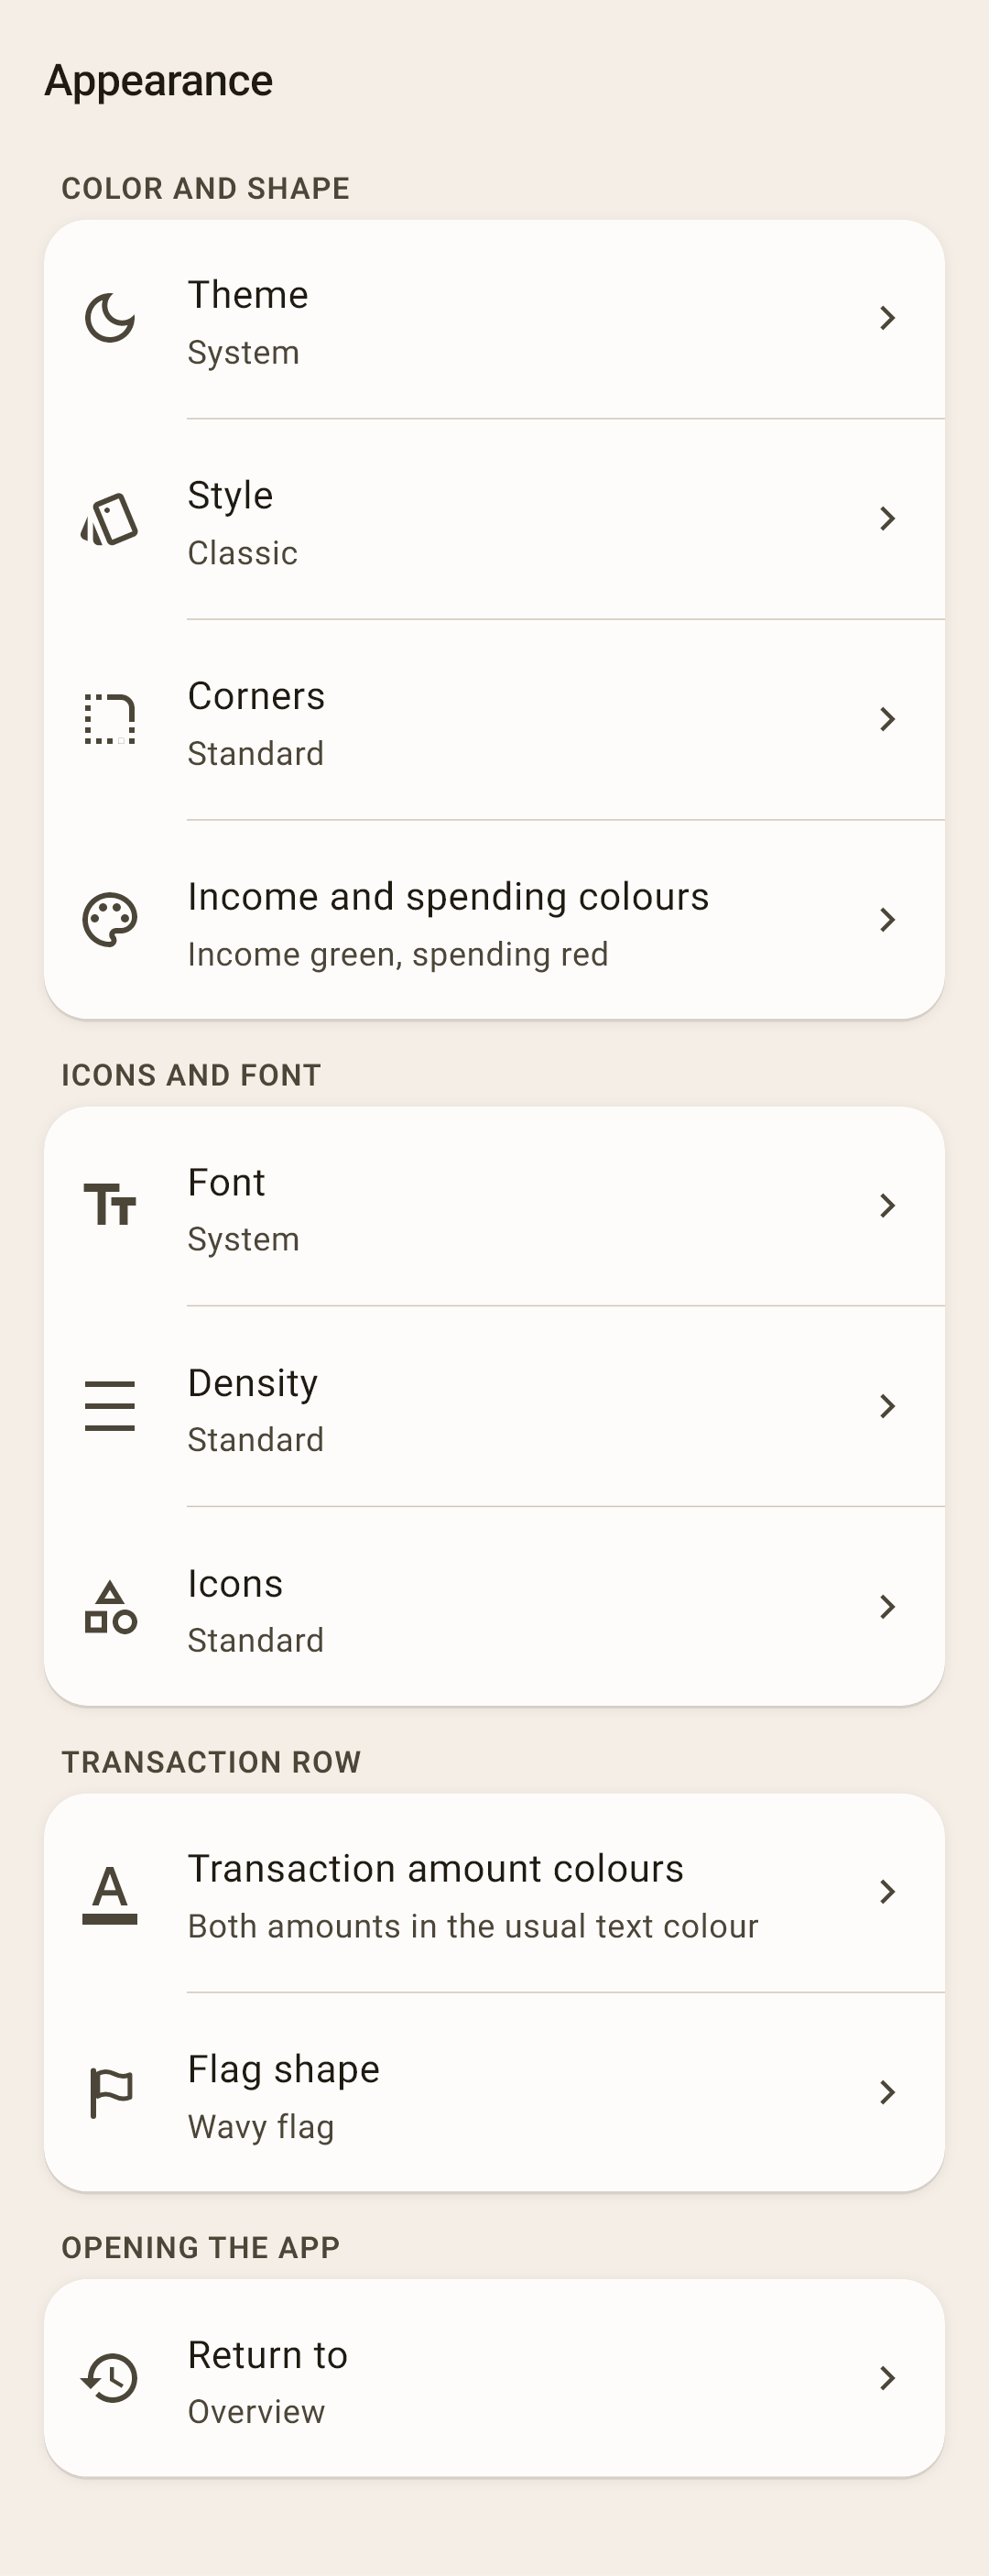 Appearance
COLOR AND SHAPE
Theme
System
Style
Classic
Corners
Standard
Income and spending colours
Income green, spending red
ICONS AND FONT
Font
System
Density
Standard
Icons
Standard
TRANSACTION ROW
Transaction amount colours
Both amounts in the usual text colour
Flag shape
Wavy flag
OPENING THE APP
Return to
Overview